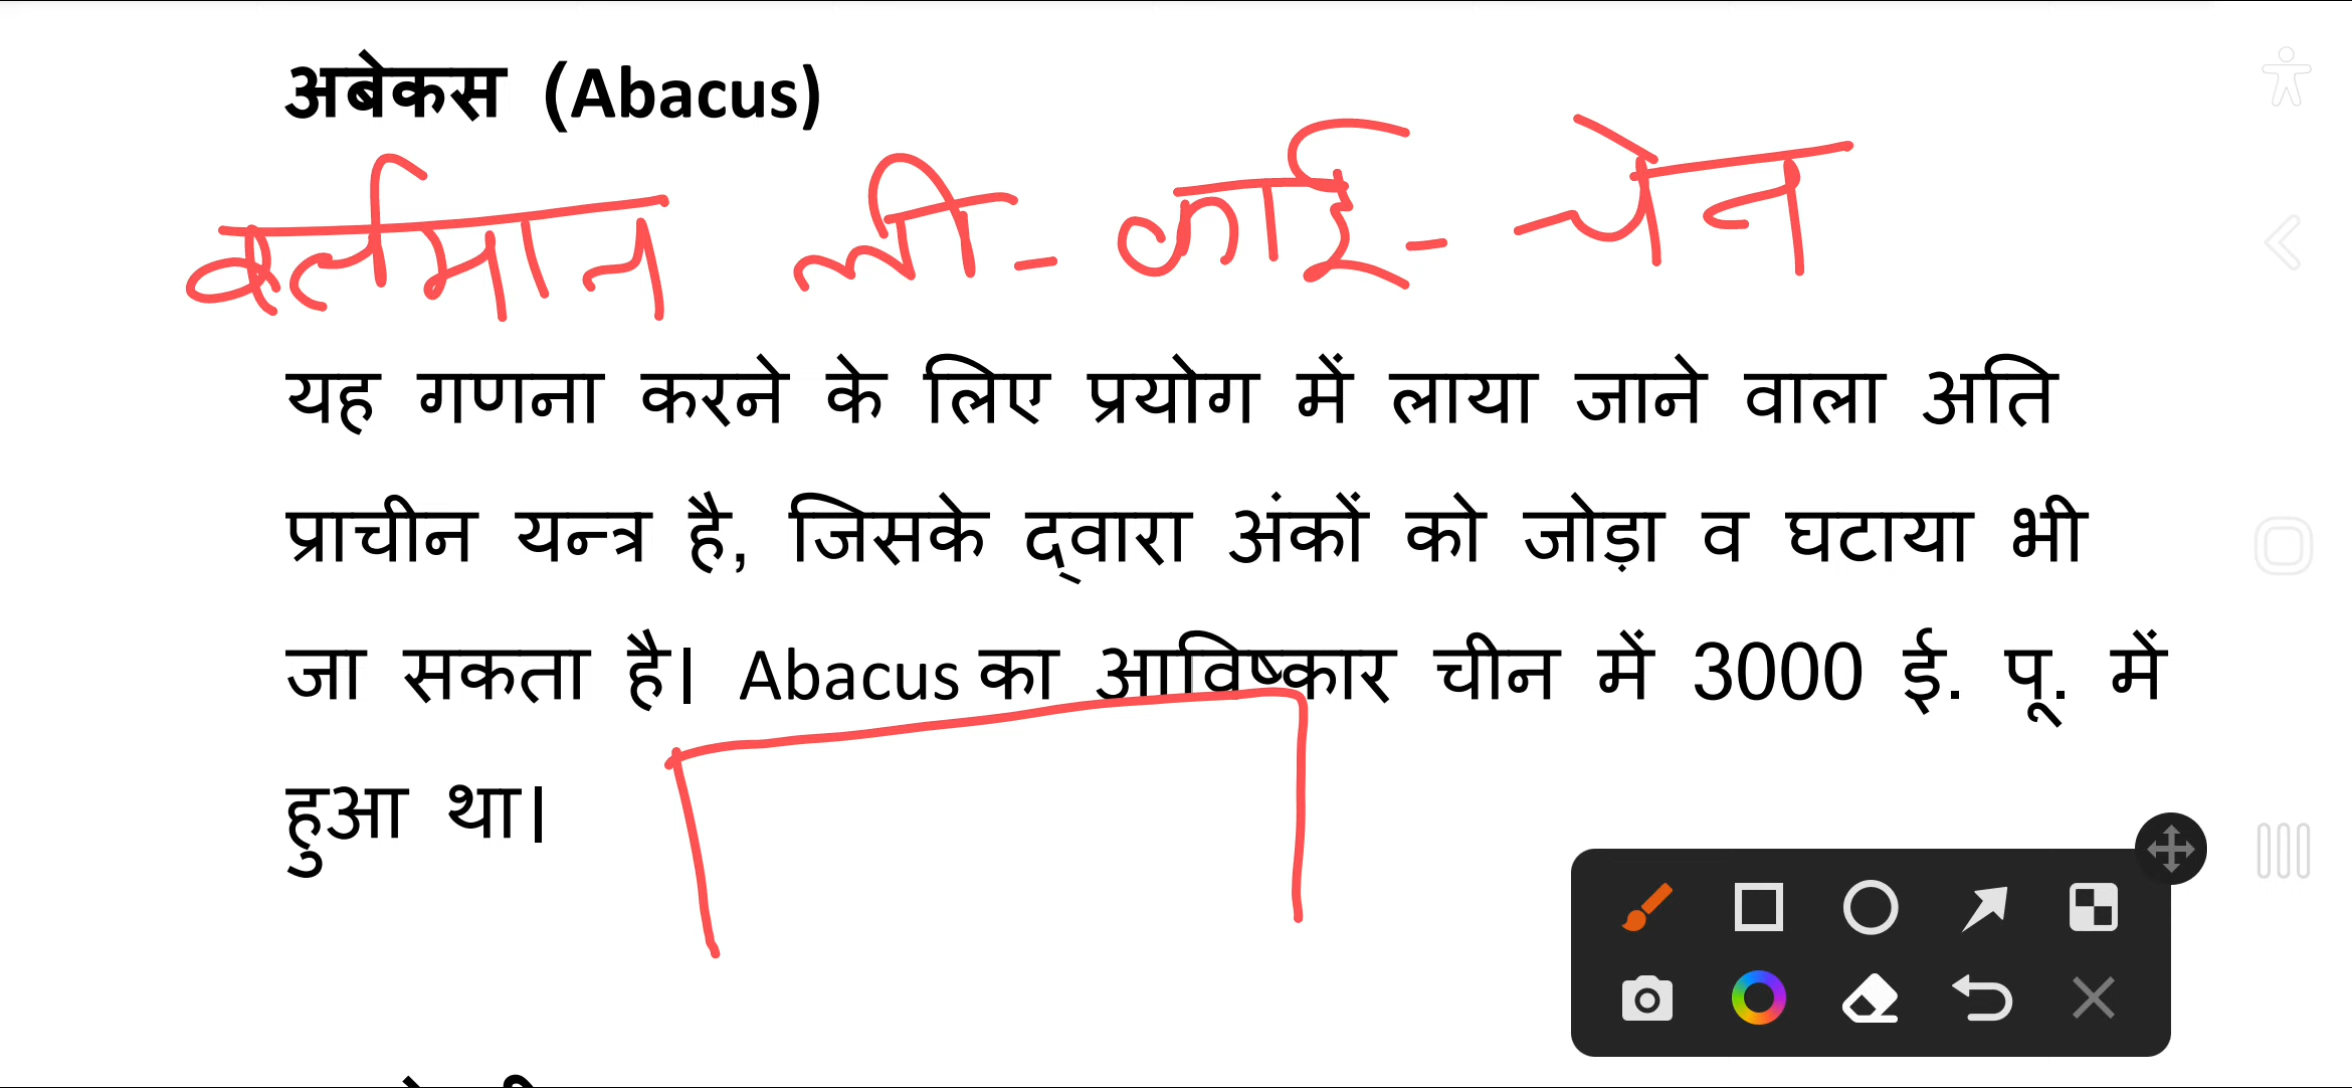 अबेकस (Abacus)
वर्तमान ली-काई-चेन
यह गणना करने के लिए प्रयोग में लाया जाने वाला अति
प्राचीन यन्त्र है, जिसके द्वारा अंकों को जोड़ा व घटाया भी
जा सकता है। Abacus का आविष्कार चीन में 3000 ई. पू. में
हुआ था।